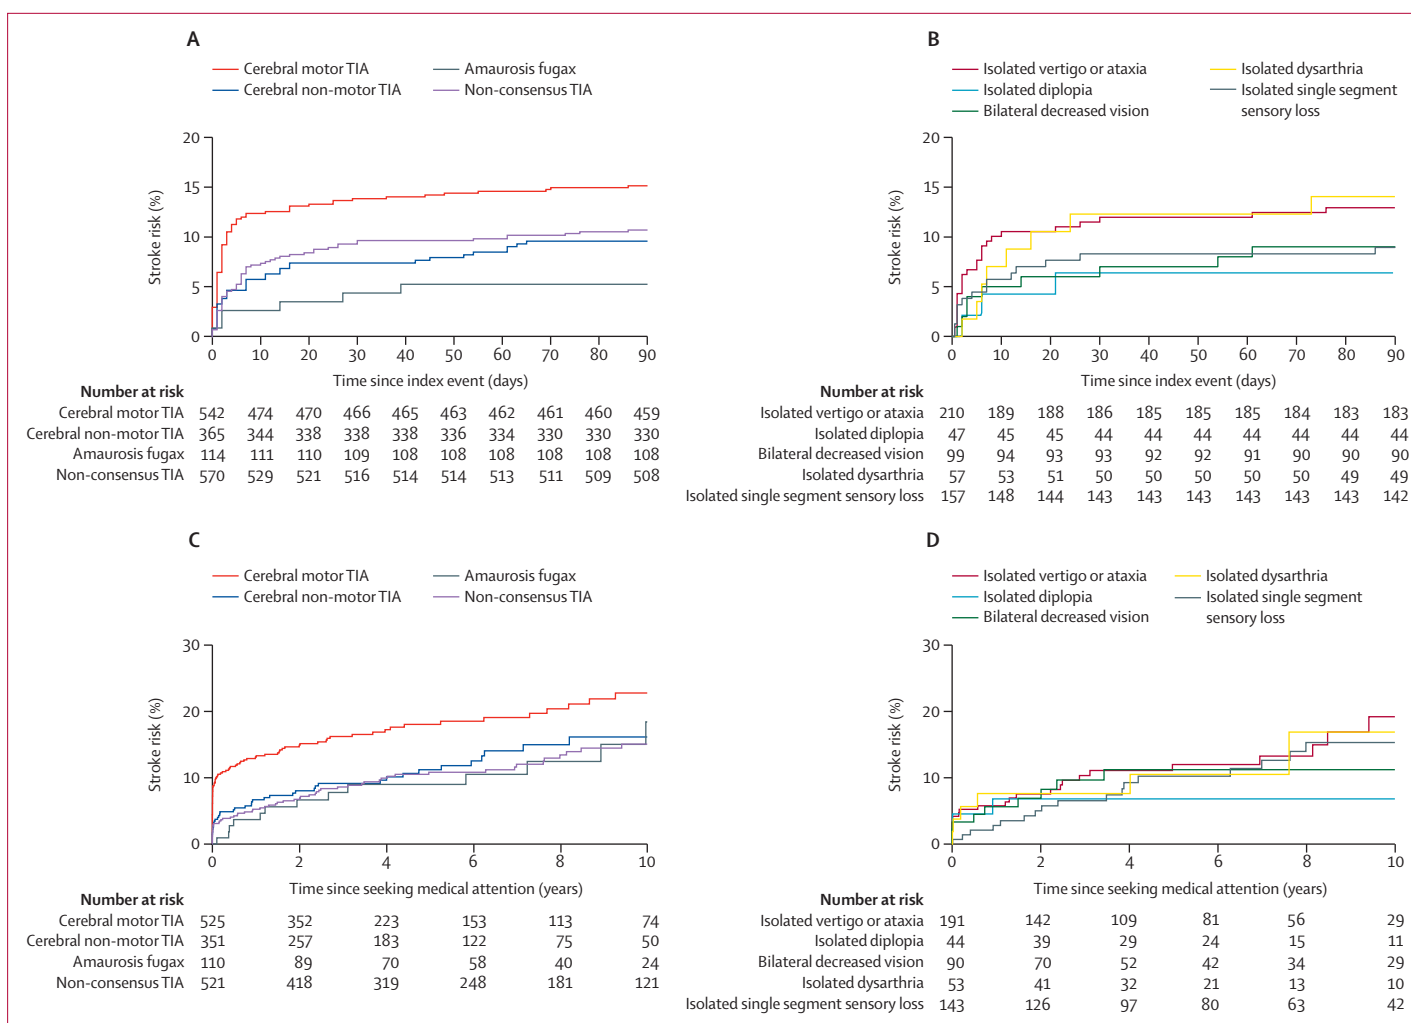 A
Cerebral motor TIA
Amaurosis fugax
Cerebral non-motor TIA
Non-consensus TIA
20
15
10
5
0
Stroke risk (%)
0 10 20 30 40 50 60 70 80 90
Time since index event (days)
Number at risk
Cerebral motor TIA 542 474 470 466 465 463 462 461 460 459
Cerebral non-motor TIA 365 344 338 338 338 336 334 330 330 330
Amaurosis fugax 114 111 110 109 108 108 108 108 108 108
Non-consensus TIA 570 529 521 516 514 514 513 511 509 508
B
Isolated vertigo or ataxia
Isolated dysarthria
Isolated diplopia
Isolated single segment
sensory loss
Bilateral decreased vision
20
15
10
5
0
Stroke risk (%)
0 10 20 30 40 50 60 70 80 90
Time since index event (days)
Number at risk
Isolated vertigo or ataxia 210 189 188 186 185 185 185 184 183 183
Isolated diplopia 47 45 45 44 44 44 44 44 44 44
Bilateral decreased vision 99 94 93 93 92 92 91 90 90 90
Isolated dysarthria 57 53 51 50 50 50 50 50 49 49
Isolated single segment sensory loss 157 148 144 143 143 143 143 143 143 142
C
Cerebral motor TIA
Amaurosis fugax
Cerebral non-motor TIA
Non-consensus TIA
30
20
10
0
Stroke risk (%)
0 2 4 6 8 10
Time since seeking medical attention (years)
Number at risk
Cerebral motor TIA 525 352 223 153 113 74
Cerebral non-motor TIA 351 257 183 122 75 50
Amaurosis fugax 110 89 70 58 40 24
Non-consensus TIA 521 418 319 248 181 121
D
Isolated vertigo or ataxia
Isolated dysarthria
Isolated diplopia
Isolated single segment
sensory loss
Bilateral decreased vision
30
20
10
0
Stroke risk (%)
0 2 4 6 8 10
Time since seeking medical attention (years)
Number at risk
Isolated vertigo or ataxia 191 142 109 81 56 29
Isolated diplopia 44 39 29 24 15 11
Bilateral decreased vision 90 70 52 42 34 29
Isolated dysarthria 53 41 32 21 13 10
Isolated single segment sensory loss 143 126 97 80 63 42